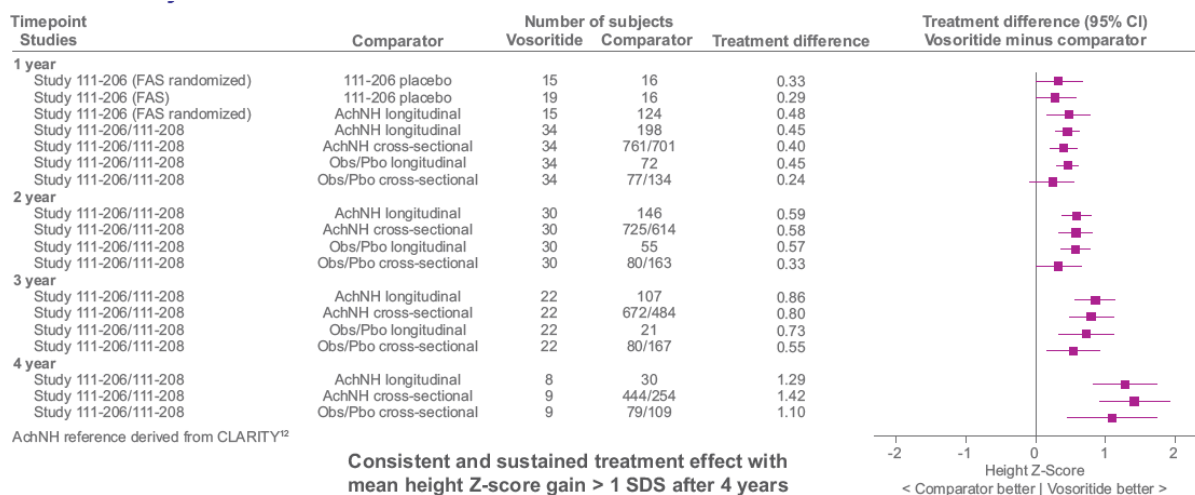 Timepoint Number of subjects Treatment difference (95% CI)
Studies Comparator Vosoritide Comparator Treatment difference Vosoritide minus comparator
1 year
Study 111-206 (FAS randomized) 111-206 placebo 15 16 0.33
Study 111-206 (FAS) 111-206 placebo 19 16 0.29
Study 111-206 (FAS randomized) AchNH longitudinal 15 124 0.48
Study 111-206/111-208 AchNH longitudinal 34 198 0.45
Study 111-206/111-208 AchNH cross-sectional 34 761/701 0.40
Study 111-206/111-208 Obs/Pbo longitudinal 34 72 0.45
Study 111-206/111-208 Obs/Pbo cross-sectional 34 77/134 0.24
2 year
Study 111-206/111-208 AchNH longitudinal 30 146 0.59
Study 111-206/111-208 AchNH cross-sectional 30 725/614 0.58
Study 111-206/111-208 Obs/Pbo longitudinal 30 55 0.57
Study 111-206/111-208 Obs/Pbo cross-sectional 30 80/163 0.33
3 year
Study 111-206/111-208 AchNH longitudinal 22 107 0.86
Study 111-206/111-208 AchNH cross-sectional 22 672/484 0.80
Study 111-206/111-208 Obs/Pbo longitudinal 22 21 0.73
Study 111-206/111-208 Obs/Pbo cross-sectional 22 80/167 0.55
4 year
Study 111-206/111-208 AchNH longitudinal 8 30 1.29
Study 111-206/111-208 AchNH cross-sectional 9 444/254 1.42
Study 111-206/111-208 Obs/Pbo cross-sectional 9 79/109 1.10
AchNH reference derived from CLARITY¹²
-2 -1 0 1 2
Height Z-Score
< Comparator better | Vosoritide better >
Consistent and sustained treatment effect with
mean height Z-score gain > 1 SDS after 4 years